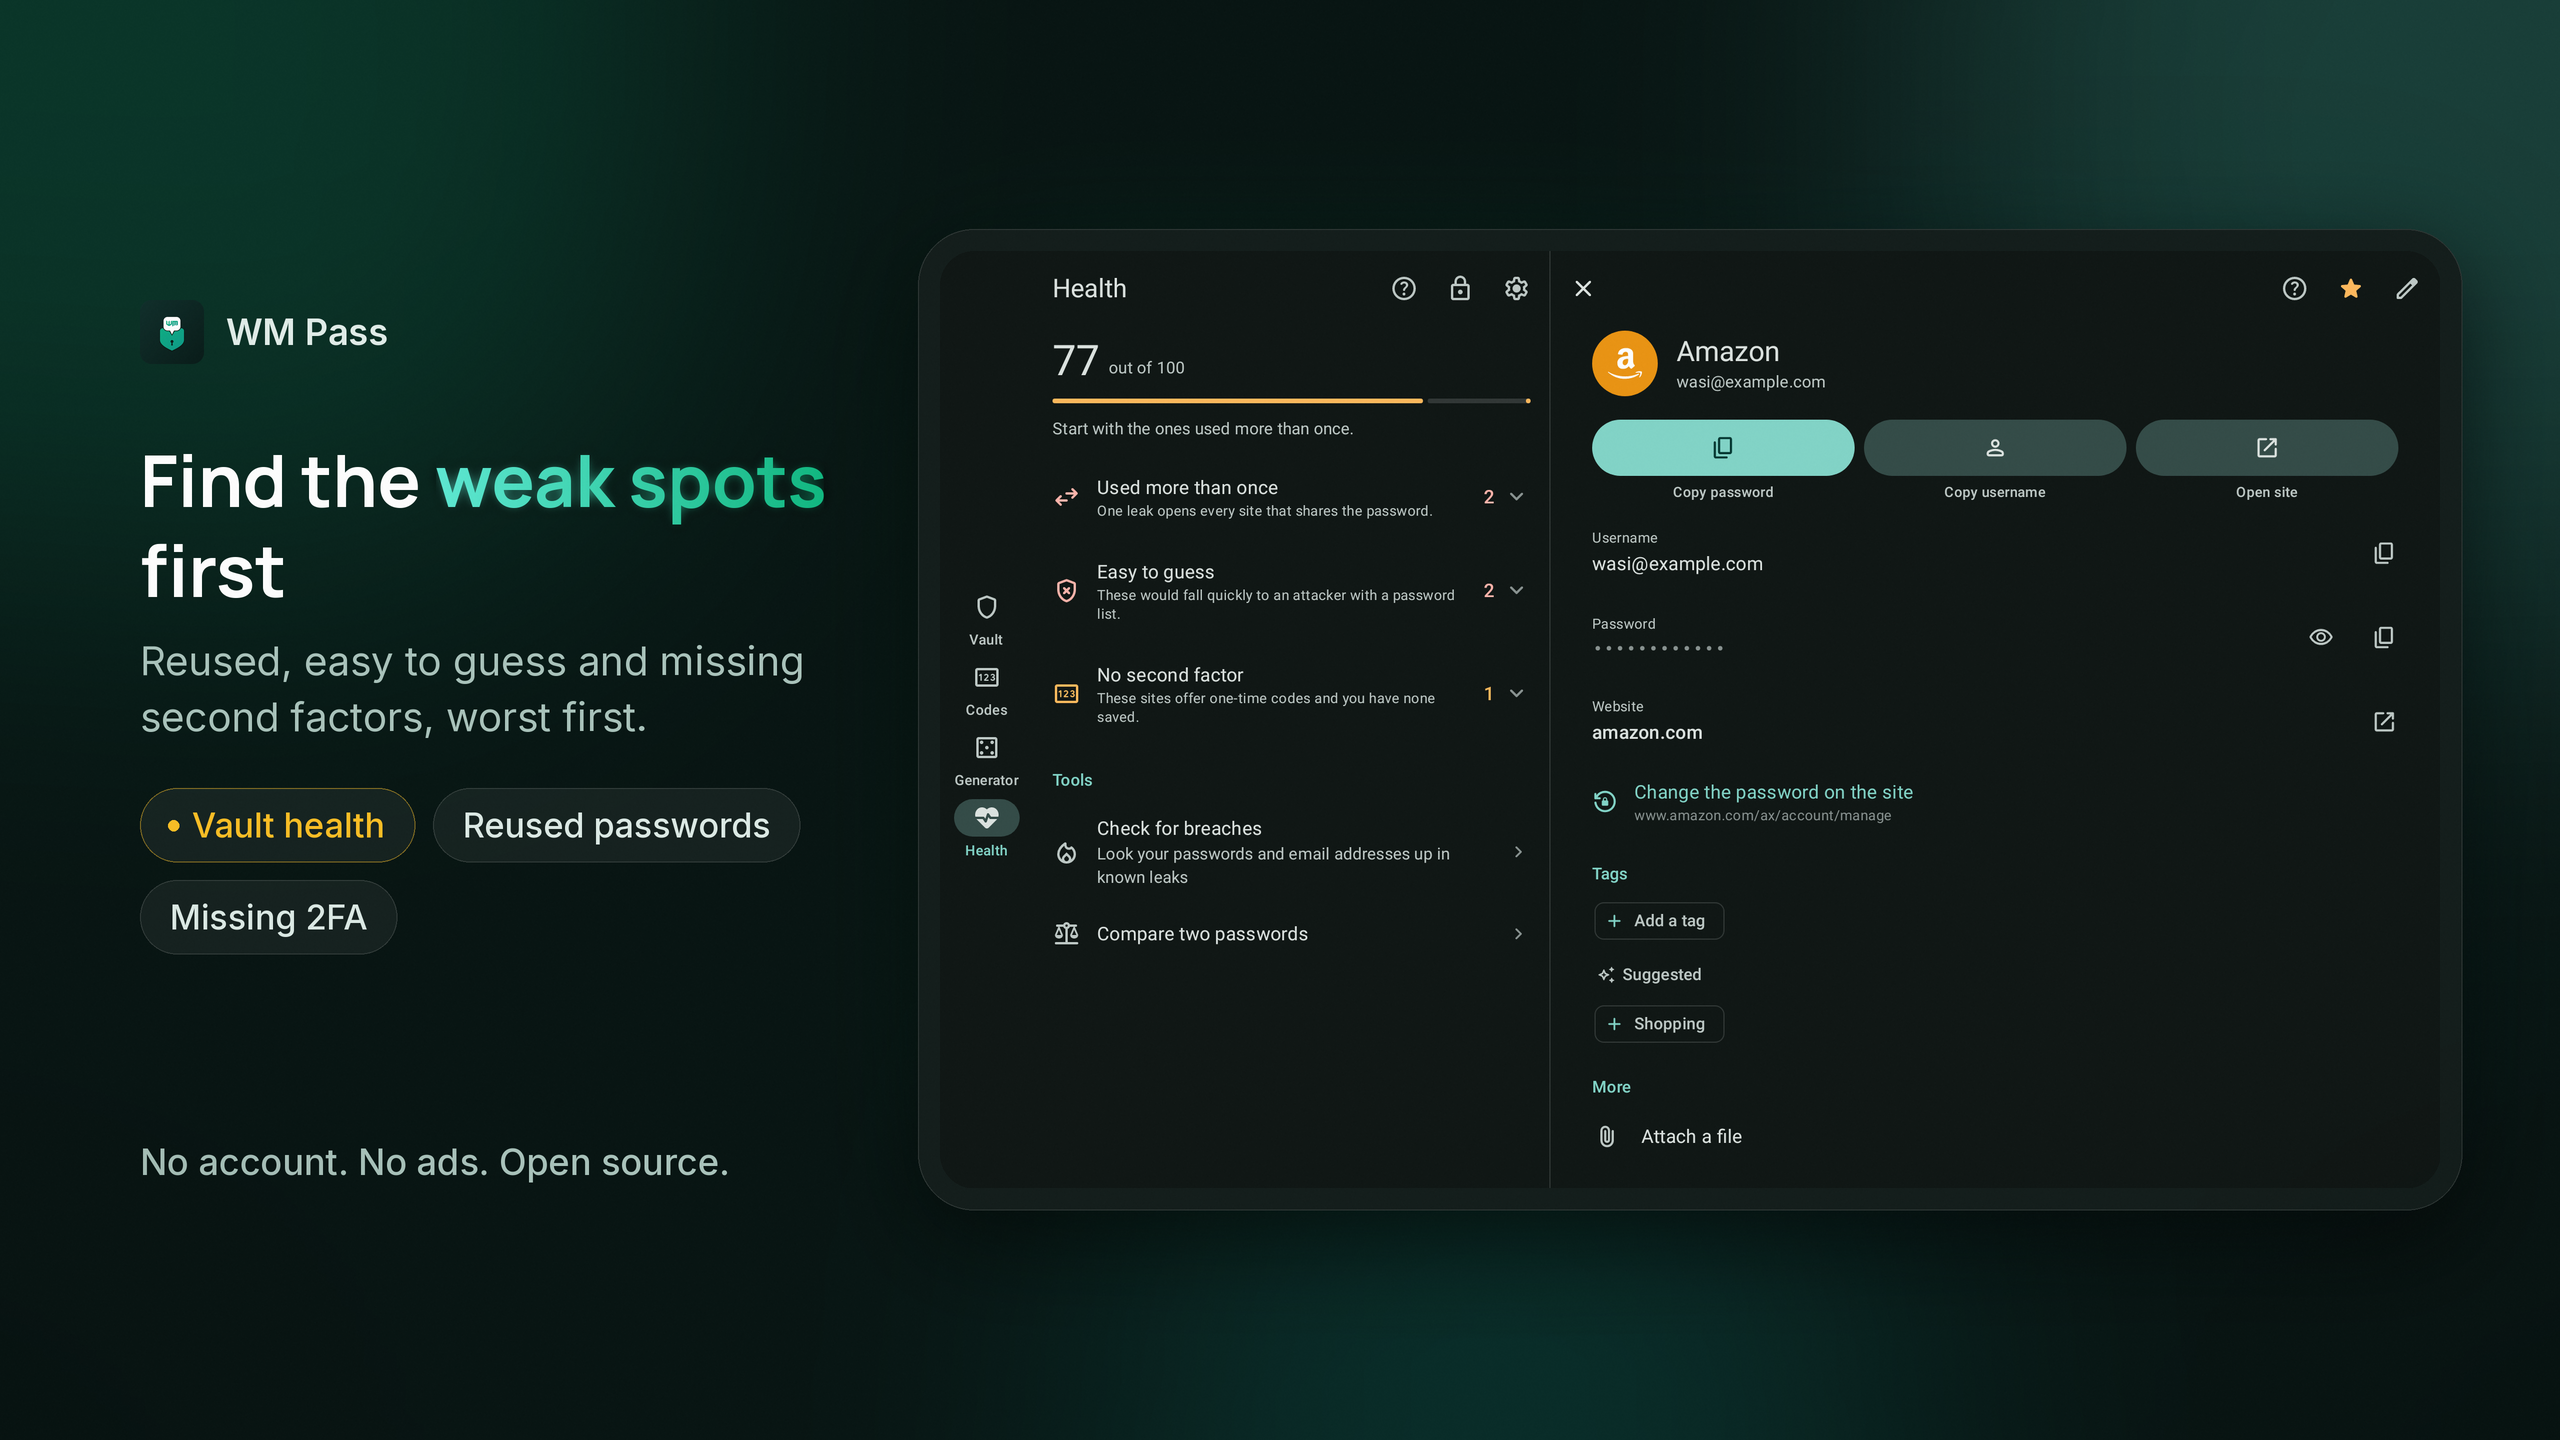 WM Pass
Find the weak spots
first
Reused, easy to guess and missing
second factors, worst first.
Vault health
Reused passwords
Missing 2FA
No account. No ads. Open source.
Vault
123
Codes
Generator
Health
Health
77 out of 100
Start with the ones used more than once.
Used more than once
One leak opens every site that shares the password.
2
Easy to guess
These would fall quickly to an attacker with a password
list.
2
123
No second factor
These sites offer one-time codes and you have none
saved.
1
Tools
Check for breaches
Look your passwords and email addresses up in
known leaks
Compare two passwords
a
Amazon
wasi@example.com
Copy password
Copy username
Open site
Username
wasi@example.com
Password
••••••••••••
Website
amazon.com
Change the password on the site
www.amazon.com/ax/account/manage
Tags
+ Add a tag
Suggested
+ Shopping
More
Attach a file